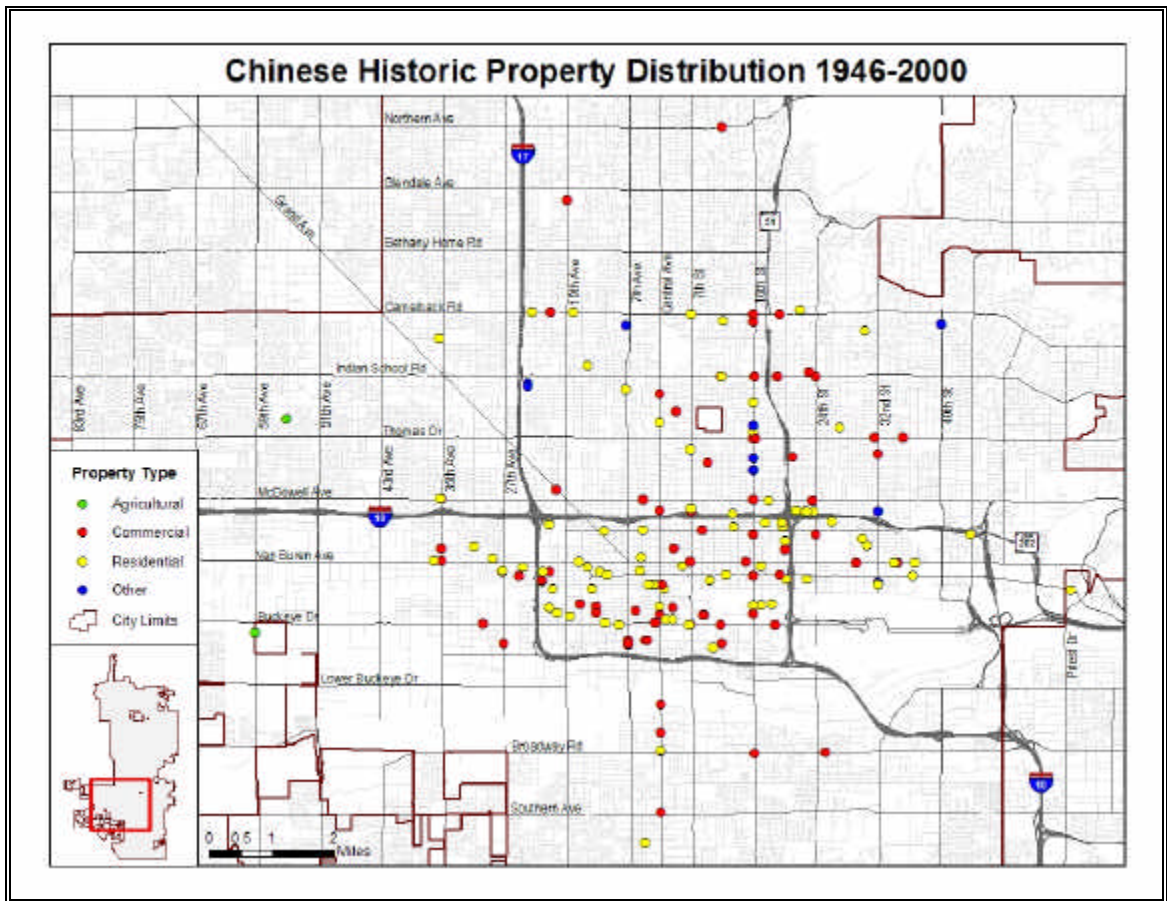 Chinese Historic Property Distribution 1946-2000
Northern Ave
17
Glendale Ave
Grand Ave
51
Bethany Home Rd
19th Ave
7th Ave
Central Ave
7th St
16th St
Camelback Rd
Indian School Rd
83rd Ave
75th Ave
67th Ave
59th Ave
51st Ave
24th St
32nd St
40th St
Thomas Dr
43rd Ave
35th Ave
27th Ave
Property Type
Agricultural
Commercial
Residential
Other
City Limits
McDowell Ave
10
202
Van Buren Ave
Buckeye Dr
Priest Dr
Lower Buckeye Dr
Broadway Rd
10
Southern Ave
0 0.5 1 2
Miles